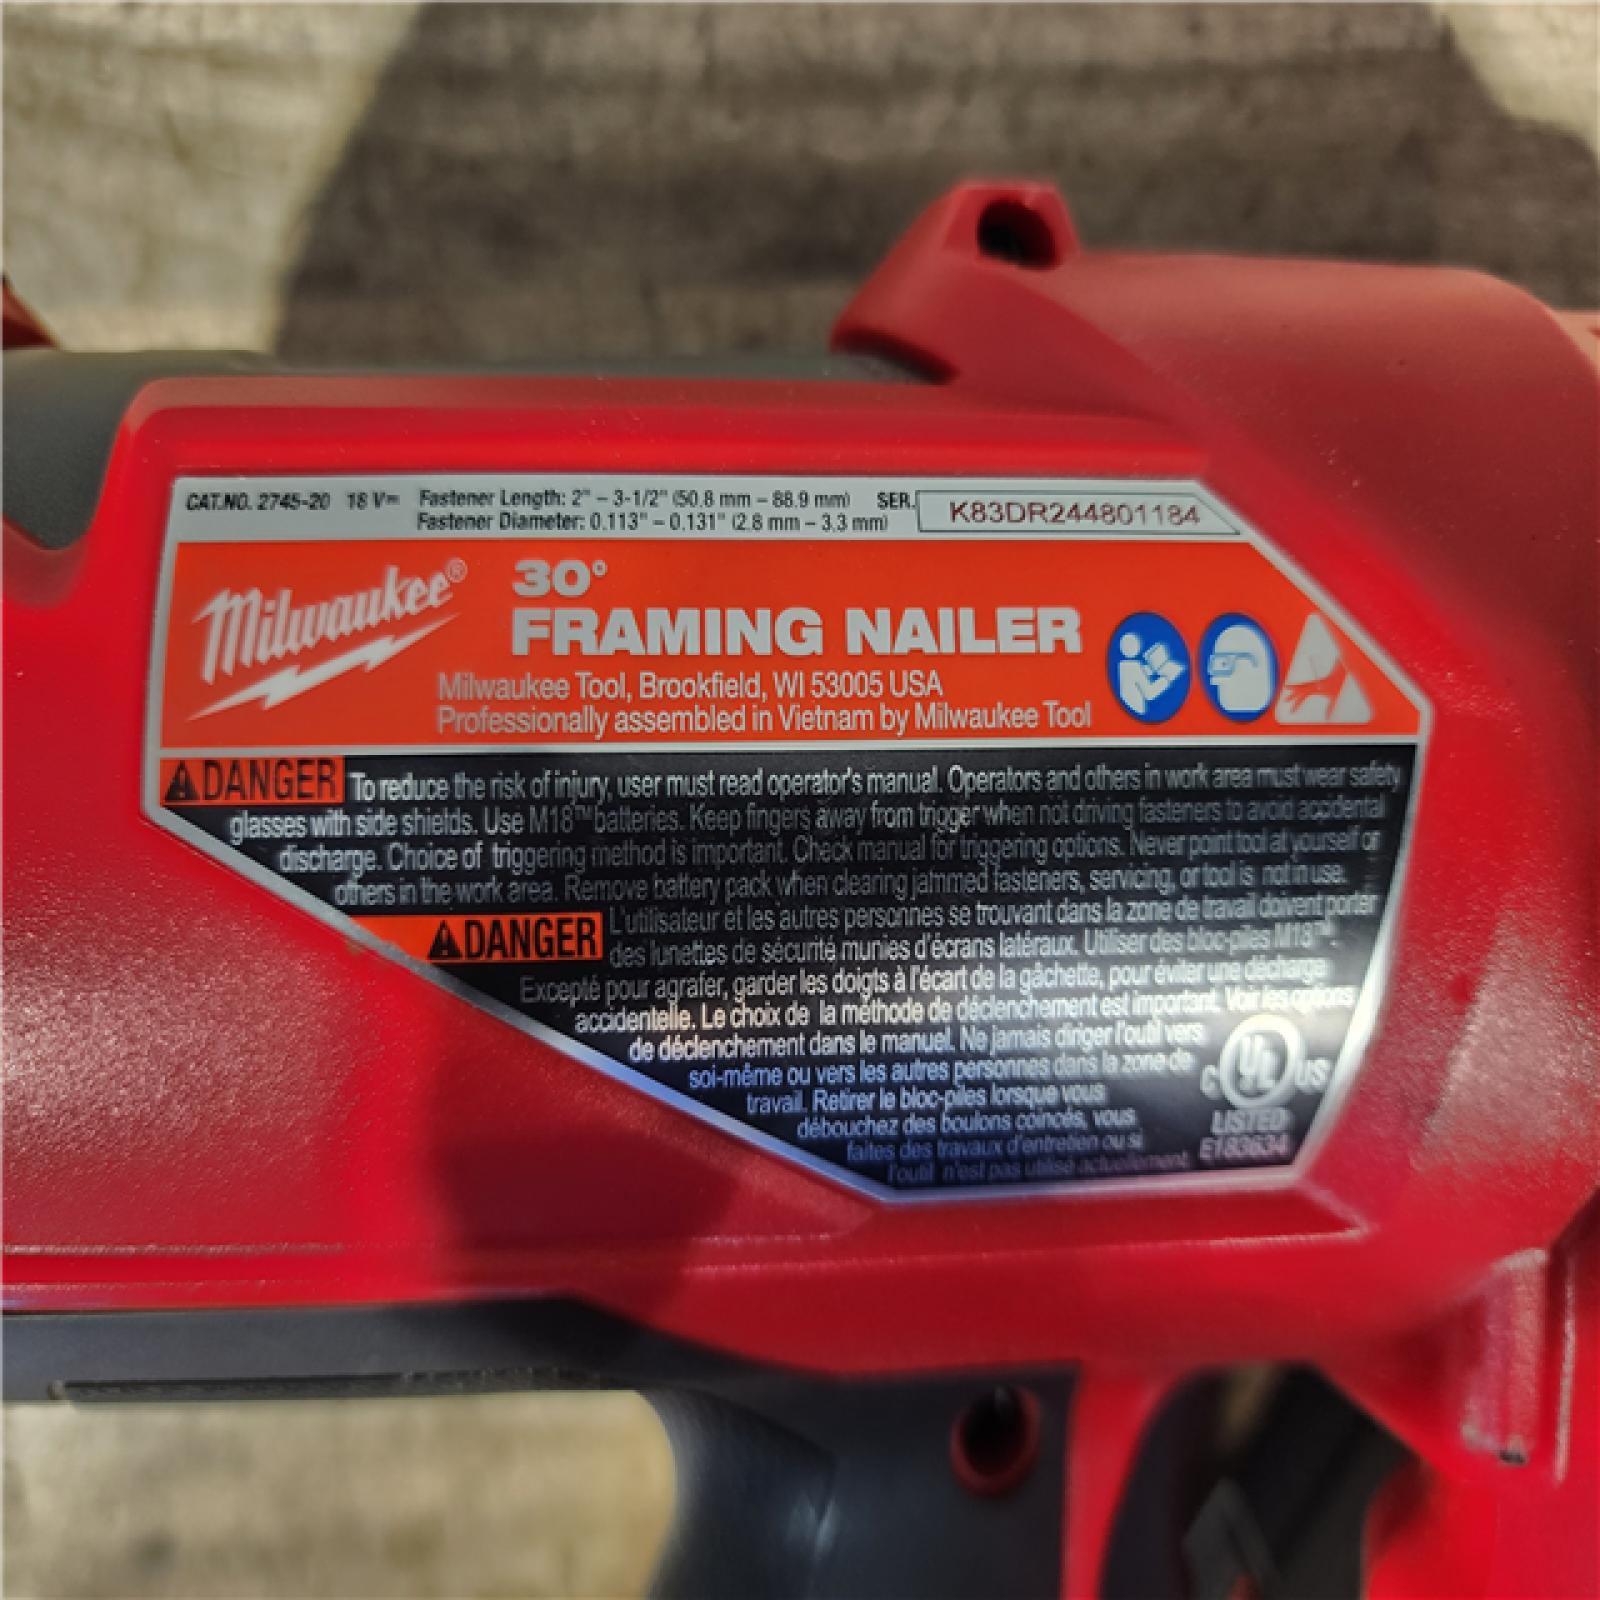 CAT.NO. 2745-20 18 V⎓ Fastener Length: 2" – 3-1/2" (50.8 mm – 88.9 mm) SER. K83DR244801184
Fastener Diameter: 0.113" – 0.131" (2.8 mm – 3.3 mm)
Milwaukee®
30°
FRAMING NAILER
Milwaukee Tool, Brookfield, WI 53005 USA
Professionally assembled in Vietnam by Milwaukee Tool
DANGER To reduce the risk of injury, user must read operator's manual. Operators and others in work area must wear safety
glasses with side shields. Use M18™ batteries. Keep fingers away from trigger when not driving fasteners to avoid accidental
discharge. Choice of triggering method is important. Check manual for triggering options. Never point tool at yourself or
others in the work area. Remove battery pack when clearing jammed fasteners, servicing, or tool is not in use.
DANGER L'utilisateur et les autres personnes se trouvant dans la zone de travail doivent porter
des lunettes de sécurité munies d'écrans latéraux. Utiliser des bloc-piles M18™.
Excepté pour agrafer, garder les doigts à l'écart de la gâchette, pour éviter une décharge
accidentelle. Le choix de la méthode de déclenchement est important. Voir les options
de déclenchement dans le manuel. Ne jamais diriger l'outil vers
soi-même ou vers les autres personnes dans la zone de
travail. Retirer le bloc-piles lorsque vous
débouchez des boulons coincés, vous
faites des travaux d'entretien ou si
l'outil n'est pas utilisé actuellement.
C UL US
LISTED
E183634